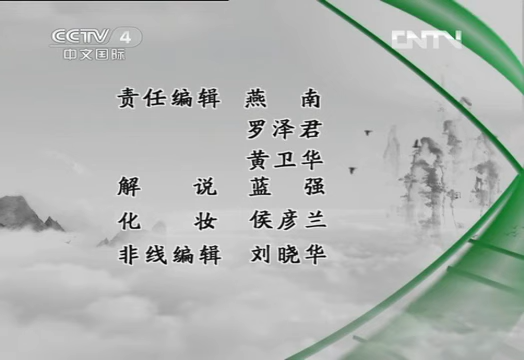 CCTV 4
中文国际
CNTV
责任编辑 燕 南
罗泽君
黄卫华
解 说 蓝 强
化 妆 侯彦兰
非线编辑 刘晓华